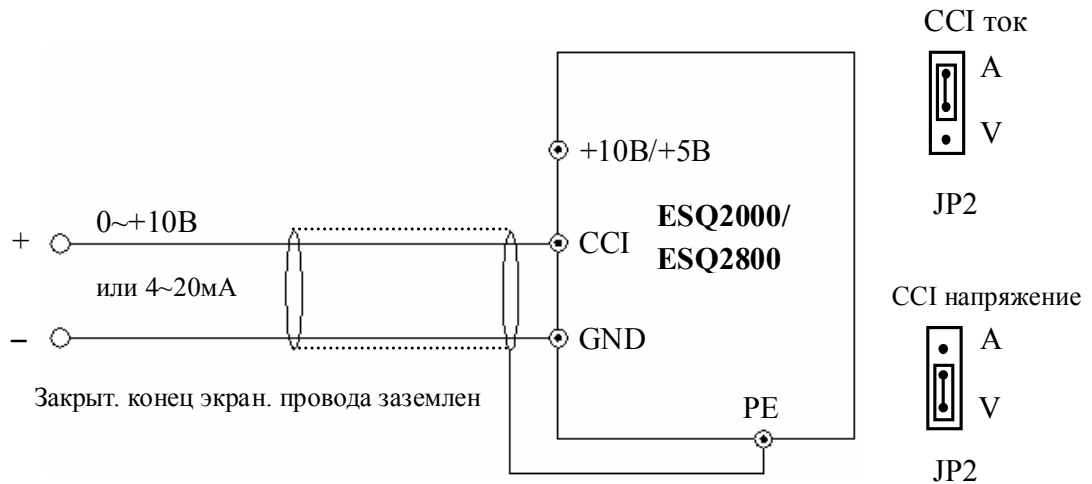 CCI ток
A
V
JP2
+10В/+5В
0~+10В
ESQ2000/
ESQ2800
+
CCI
или 4~20мА
CCI напряжение
–
GND
A
V
Закрыт. конец экран. провода заземлен
PE
JP2